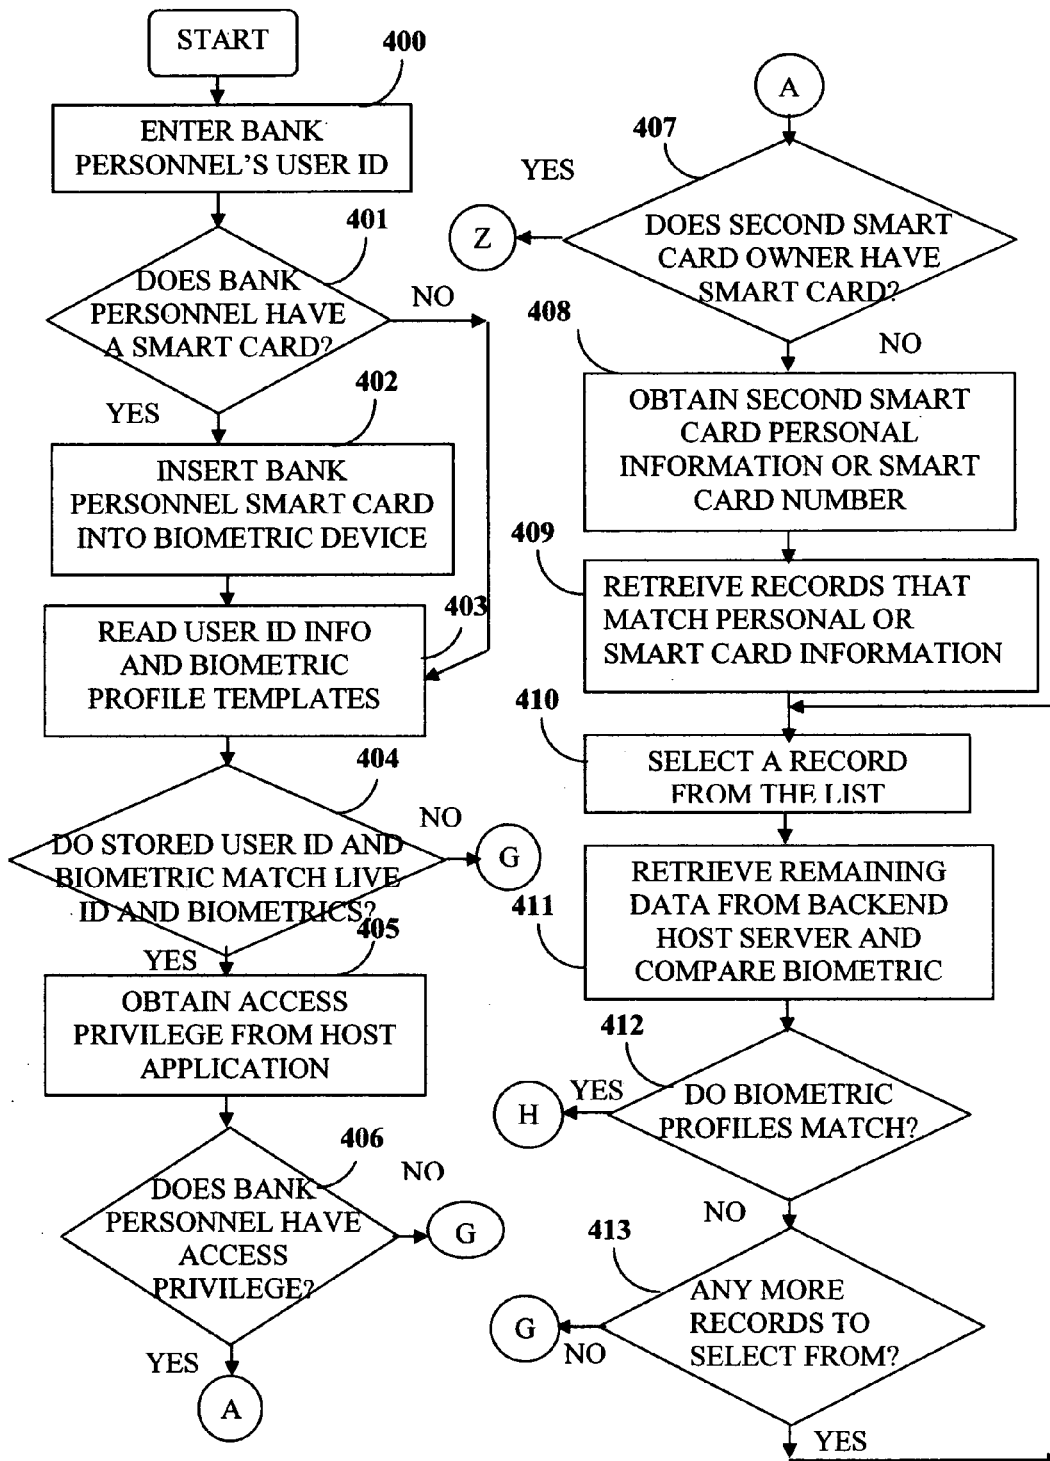 START
400
ENTER BANK
PERSONNEL'S USER ID
401
DOES BANK
PERSONNEL HAVE
A SMART CARD?
NO
YES
402
INSERT BANK
PERSONNEL SMART CARD
INTO BIOMETRIC DEVICE
403
READ USER ID INFO
AND BIOMETRIC
PROFILE TEMPLATES
404
DO STORED USER ID AND
BIOMETRIC MATCH LIVE
ID AND BIOMETRICS?
NO
G
YES
405
OBTAIN ACCESS
PRIVILEGE FROM HOST
APPLICATION
406
DOES BANK
PERSONNEL HAVE
ACCESS
PRIVILEGE?
NO
G
YES
A
A
407
YES
Z
DOES SECOND SMART
CARD OWNER HAVE
SMART CARD?
NO
408
OBTAIN SECOND SMART
CARD PERSONAL
INFORMATION OR SMART
CARD NUMBER
409
RETREIVE RECORDS THAT
MATCH PERSONAL OR
SMART CARD INFORMATION
410
SELECT A RECORD
FROM THE LIST
411
RETRIEVE REMAINING
DATA FROM BACKEND
HOST SERVER AND
COMPARE BIOMETRIC
412
DO BIOMETRIC
PROFILES MATCH?
YES
H
NO
413
ANY MORE
RECORDS TO
SELECT FROM?
G
NO
YES